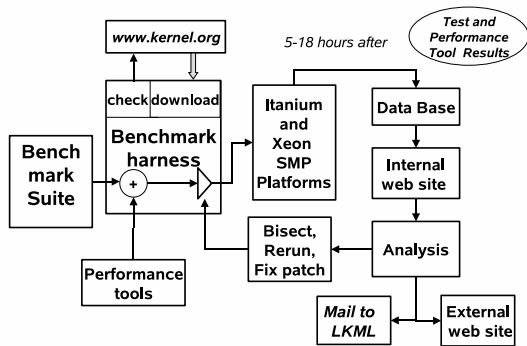 www.kernel.org
5-18 hours after
Test and
Performance
Tool Results
check
download
Benchmark
harness
Bench
mark
Suite
+
Itanium
and
Xeon
SMP
Platforms
Data Base
Internal
web site
Analysis
Bisect,
Rerun,
Fix patch
Performance
tools
Mail to
LKML
External
web site